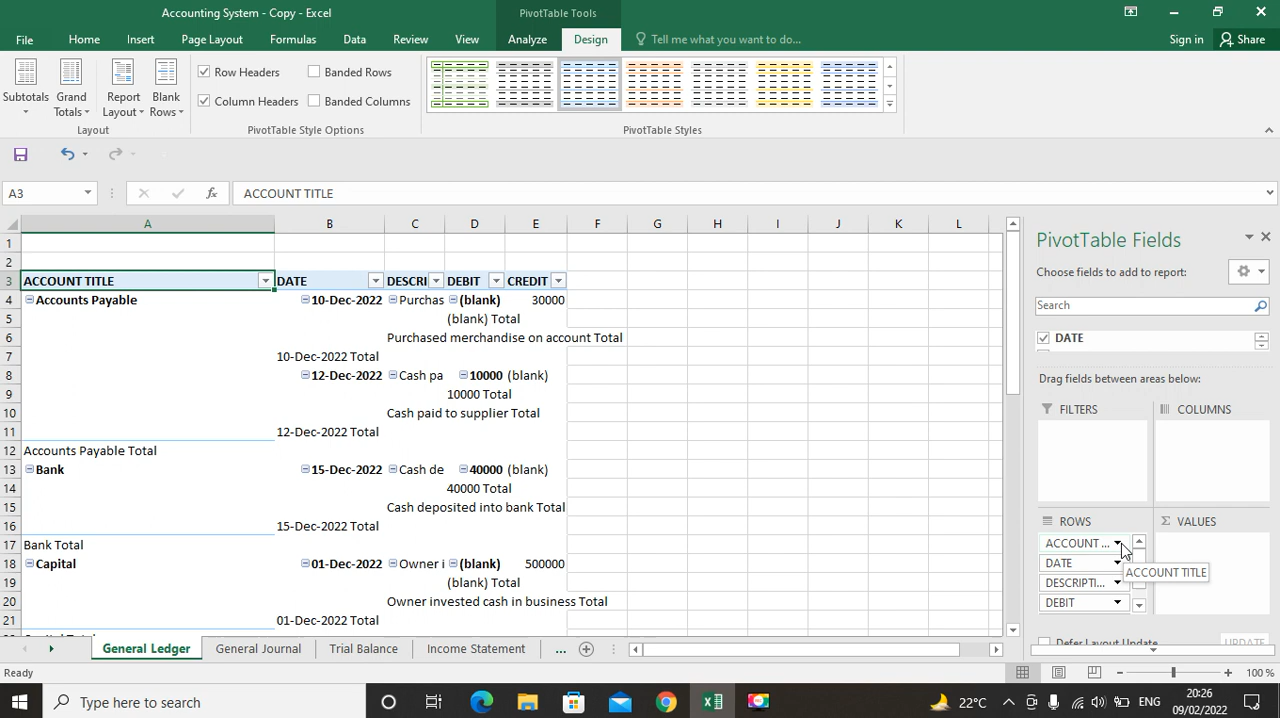 Accounting System - Copy - Excel
PivotTable Tools
File Home Insert Page Layout Formulas Data Review View Analyze Design Tell me what you want to do... Sign in Share
Subtotals
Grand Totals
Report Layout
Blank Rows
Layout
Row Headers Banded Rows
Column Headers Banded Columns
PivotTable Style Options
PivotTable Styles
A3 fx ACCOUNT TITLE
A B C D E F G H I J K L
1
2
3 ACCOUNT TITLE DATE DESCRI DEBIT CREDIT
4 Accounts Payable 10-Dec-2022 Purchas (blank) 30000
5 (blank) Total
6 Purchased merchandise on account Total
7 10-Dec-2022 Total
8 12-Dec-2022 Cash pa 10000 (blank)
9 10000 Total
10 Cash paid to supplier Total
11 12-Dec-2022 Total
12 Accounts Payable Total
13 Bank 15-Dec-2022 Cash de 40000 (blank)
14 40000 Total
15 Cash deposited into bank Total
16 15-Dec-2022 Total
17 Bank Total
18 Capital 01-Dec-2022 Owner i (blank) 500000
19 (blank) Total
20 Owner invested cash in business Total
21 01-Dec-2022 Total
PivotTable Fields
Choose fields to add to report:
Search
DATE
Drag fields between areas below:
FILTERS COLUMNS
ROWS Σ VALUES
ACCOUNT ...
DATE
ACCOUNT TITLE
DESCRIPTI...
DEBIT
Defer Layout Update UPDATE
General Ledger General Journal Trial Balance Income Statement ...
Ready 100 %
Type here to search
22°C ENG
20:26
09/02/2022